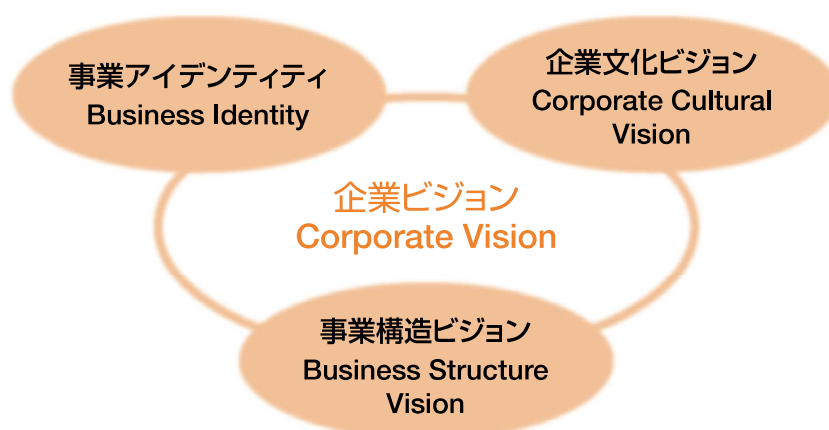 事業アイデンティティ
Business Identity
企業文化ビジョン
Corporate Cultural
Vision
企業ビジョン
Corporate Vision
事業構造ビジョン
Business Structure
Vision